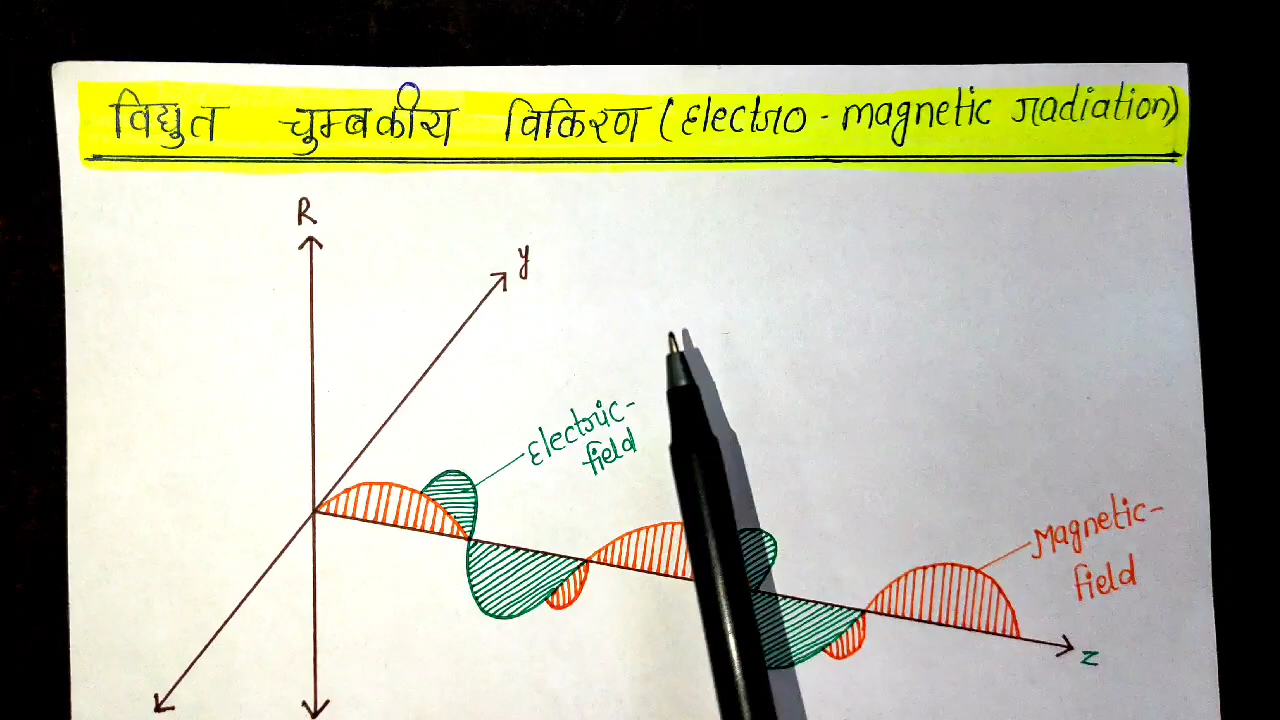 विद्युत चुम्बकीय विकिरण (Electro - magnetic radiation)
R
y
Electric-
field
Magnetic-
field
z